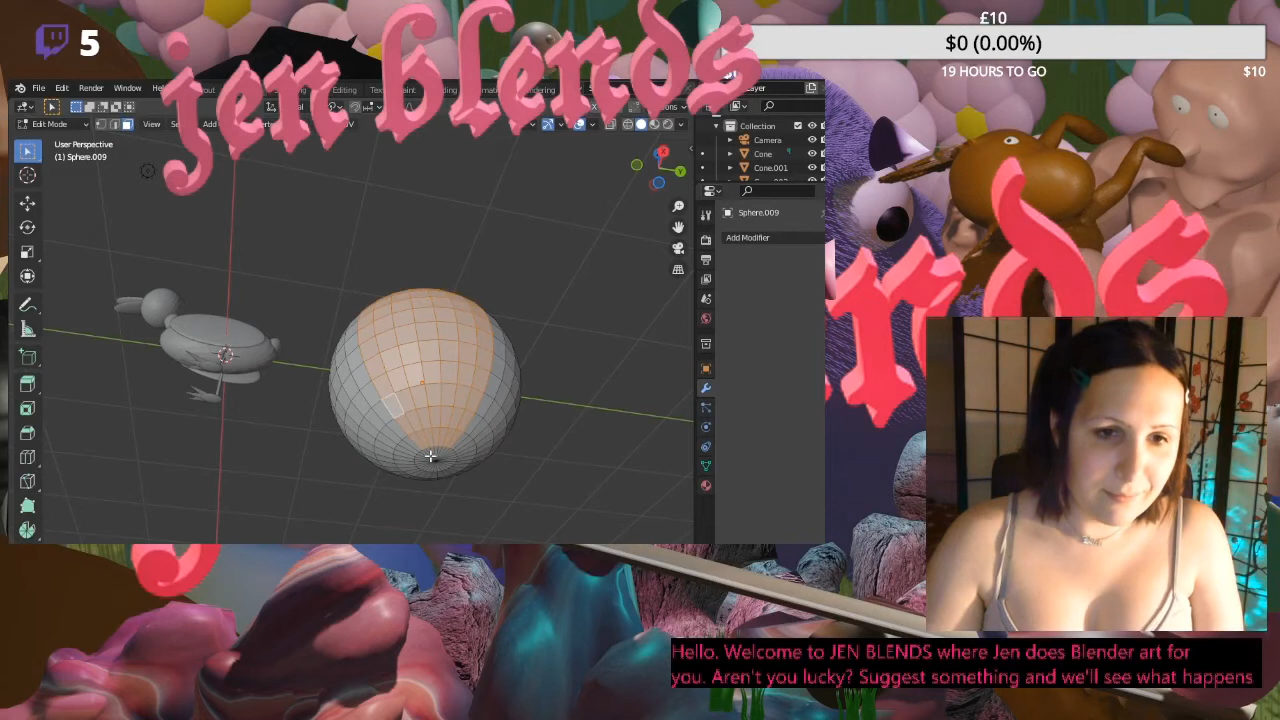 5
jen blends
£10
$0 (0.00%)
19 HOURS TO GO
$10
File Edit Render Window
Edit Mode
View
Add
User Perspective
(1) Sphere.009
X
Y
Collection
Camera
Cone
Cone.001
Sphere.009
Add Modifier
Hello. Welcome to JEN BLENDS where Jen does Blender art for
you. Aren't you lucky? Suggest something and we'll see what happens